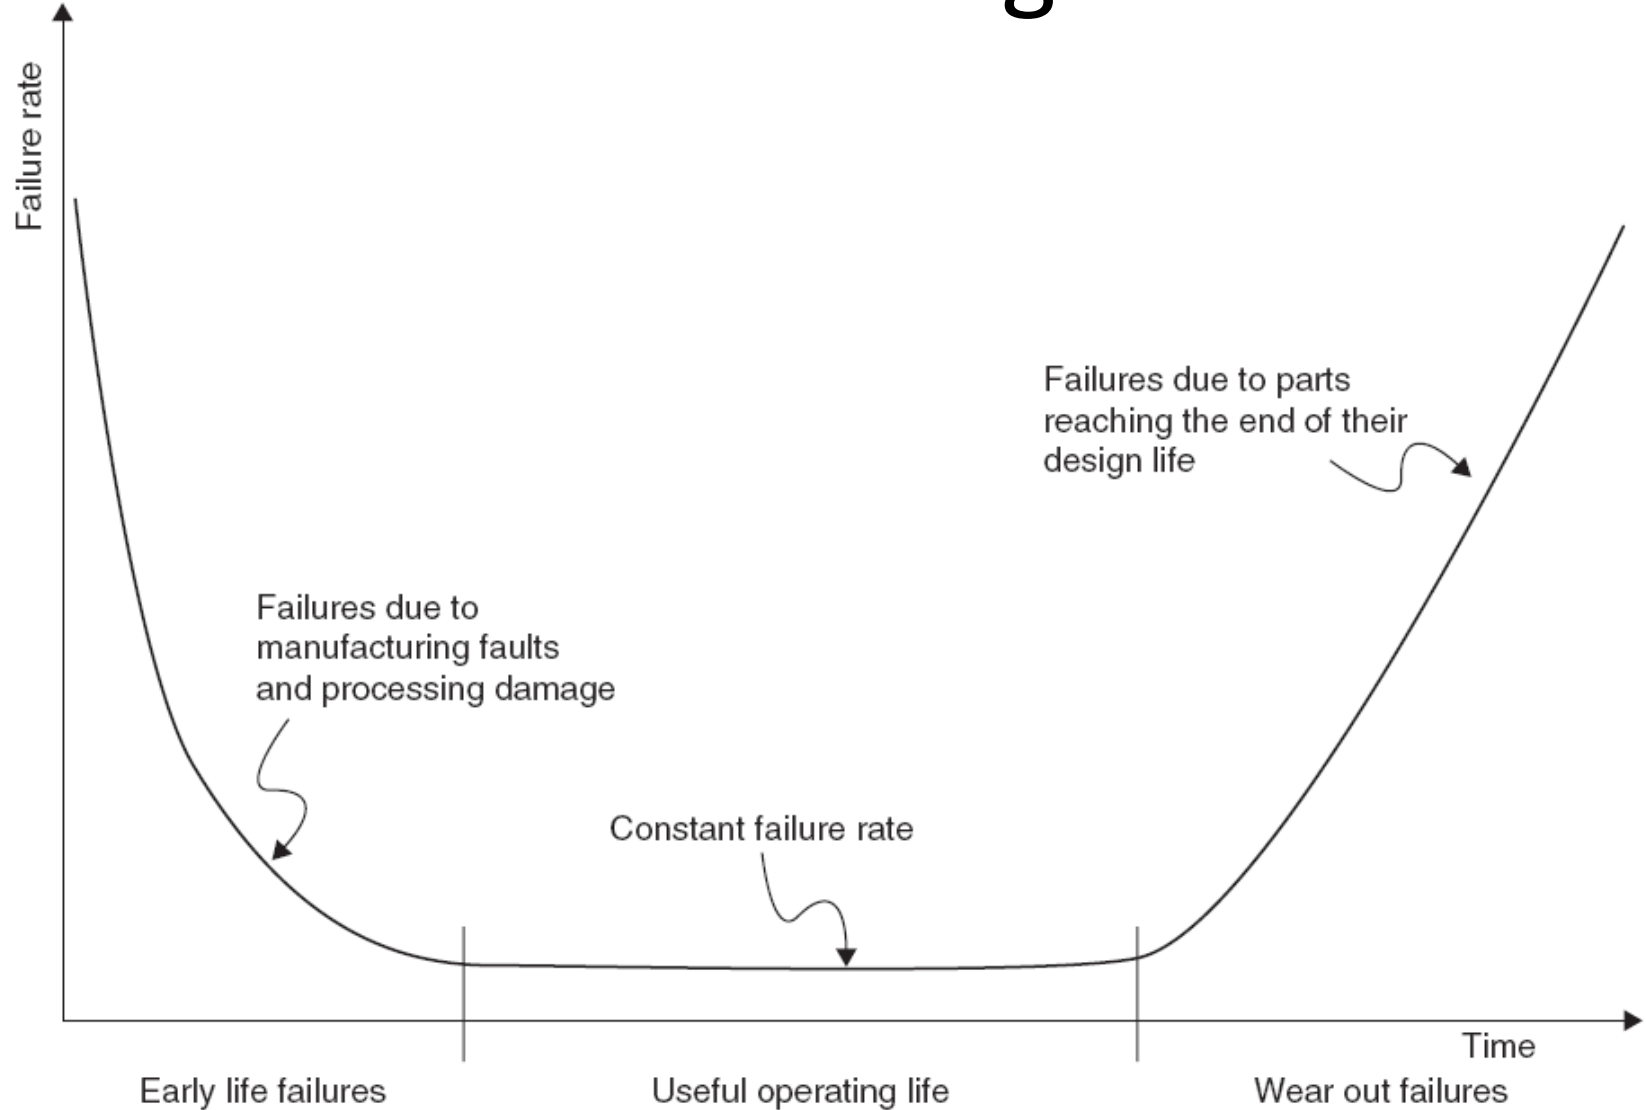 Failure rate
Failures due to parts
reaching the end of their
design life
Failures due to
manufacturing faults
and processing damage
Constant failure rate
Time
Early life failures
Useful operating life
Wear out failures